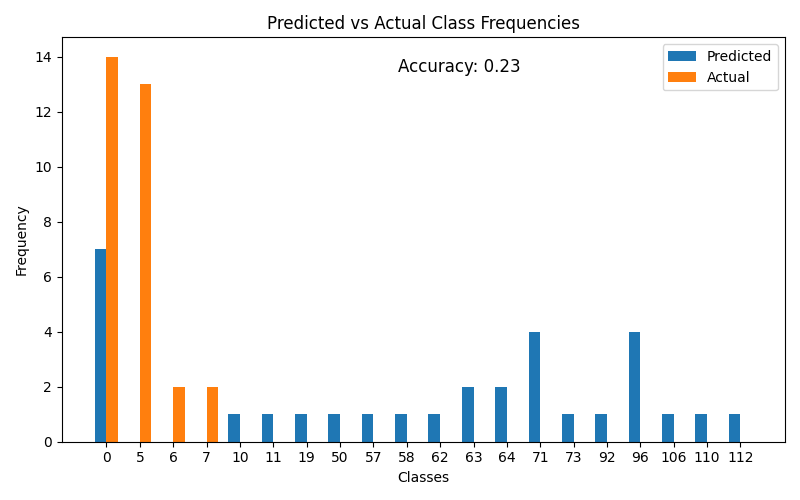 Predicted vs Actual Class Frequencies
Accuracy: 0.23
Predicted
Actual
14
12
10
8
6
4
2
0
Frequency
0 5 6 7 10 11 19 50 57 58 62 63 64 71 73 92 96 106 110 112
Classes